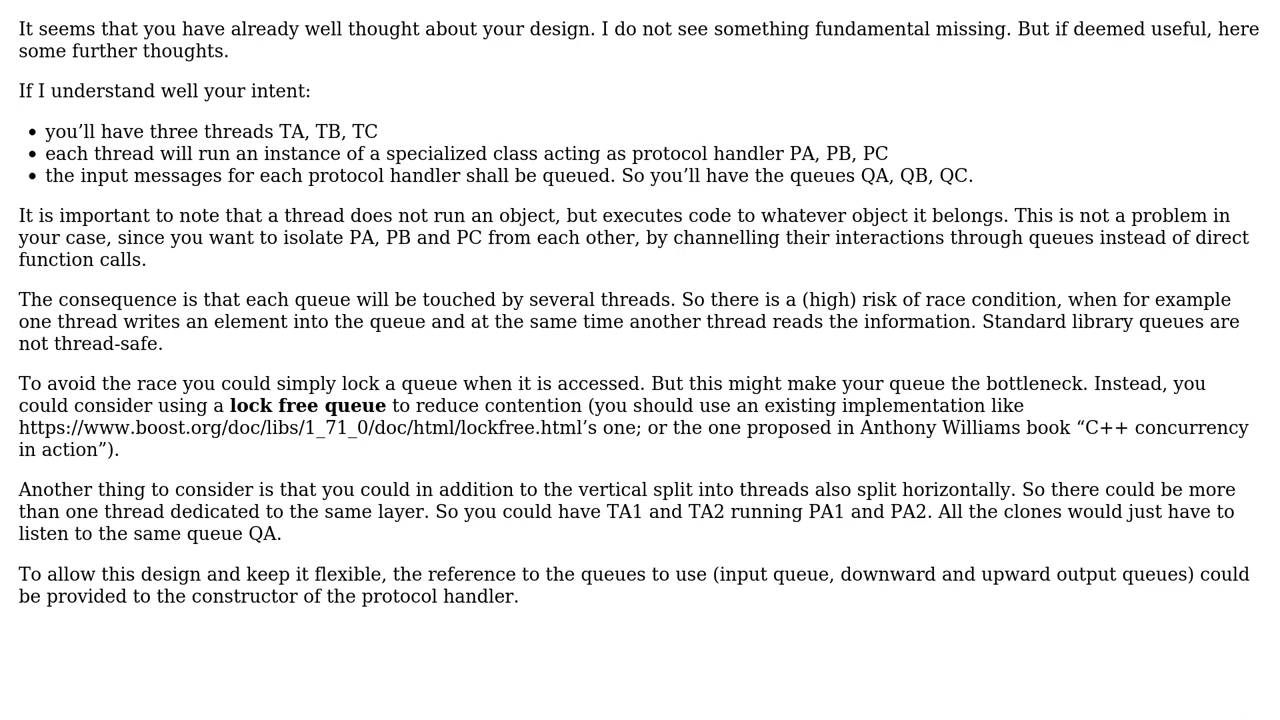 It seems that you have already well thought about your design. I do not see something fundamental missing. But if deemed useful, here
some further thoughts.
If I understand well your intent:
• you’ll have three threads TA, TB, TC
• each thread will run an instance of a specialized class acting as protocol handler PA, PB, PC
• the input messages for each protocol handler shall be queued. So you’ll have the queues QA, QB, QC.
It is important to note that a thread does not run an object, but executes code to whatever object it belongs. This is not a problem in
your case, since you want to isolate PA, PB and PC from each other, by channelling their interactions through queues instead of direct
function calls.
The consequence is that each queue will be touched by several threads. So there is a (high) risk of race condition, when for example
one thread writes an element into the queue and at the same time another thread reads the information. Standard library queues are
not thread-safe.
To avoid the race you could simply lock a queue when it is accessed. But this might make your queue the bottleneck. Instead, you
could consider using a lock free queue to reduce contention (you should use an existing implementation like
https://www.boost.org/doc/libs/1_71_0/doc/html/lockfree.html’s one; or the one proposed in Anthony Williams book “C++ concurrency
in action”).
Another thing to consider is that you could in addition to the vertical split into threads also split horizontally. So there could be more
than one thread dedicated to the same layer. So you could have TA1 and TA2 running PA1 and PA2. All the clones would just have to
listen to the same queue QA.
To allow this design and keep it flexible, the reference to the queues to use (input queue, downward and upward output queues) could
be provided to the constructor of the protocol handler.